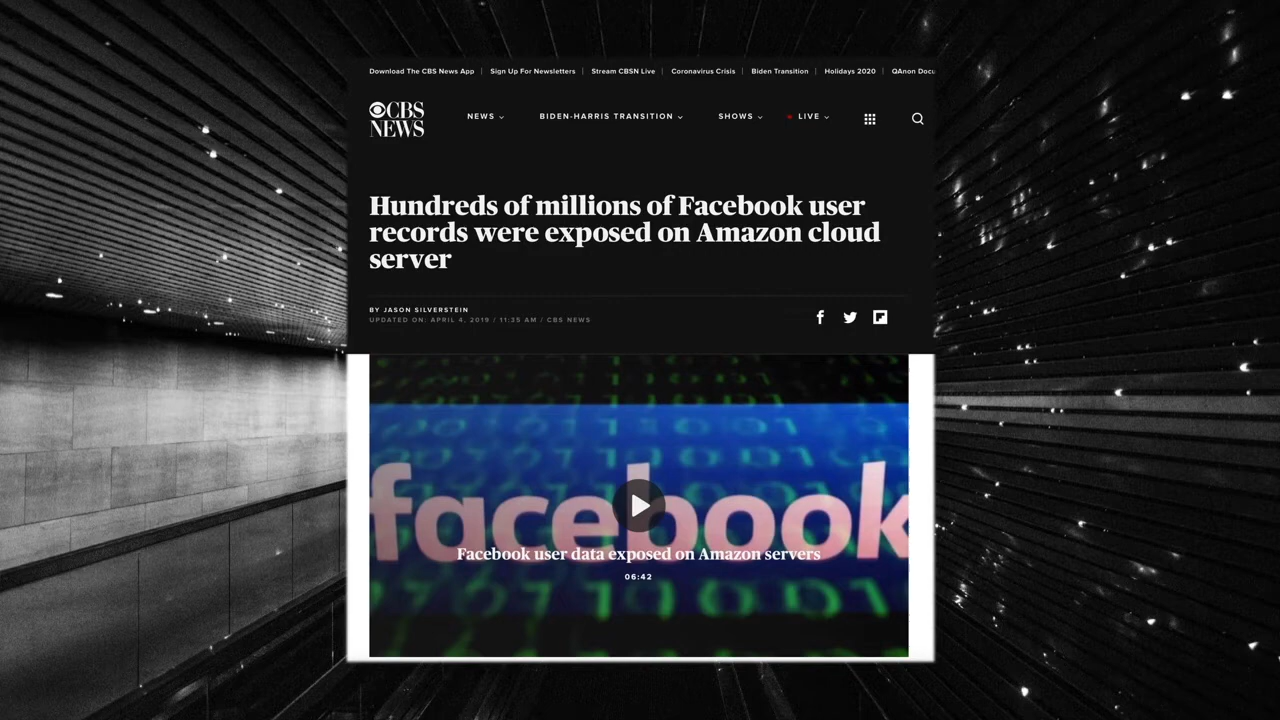 Download The CBS News App | Sign Up For Newsletters | Stream CBSN Live | Coronavirus Crisis | Biden Transition | Holidays 2020 | QAnon Docu
CBS NEWS
NEWS BIDEN-HARRIS TRANSITION SHOWS LIVE
Hundreds of millions of Facebook user
records were exposed on Amazon cloud
server
BY JASON SILVERSTEIN
UPDATED ON: APRIL 4, 2019 / 11:35 AM / CBS NEWS
facebook
Facebook user data exposed on Amazon servers
06:42